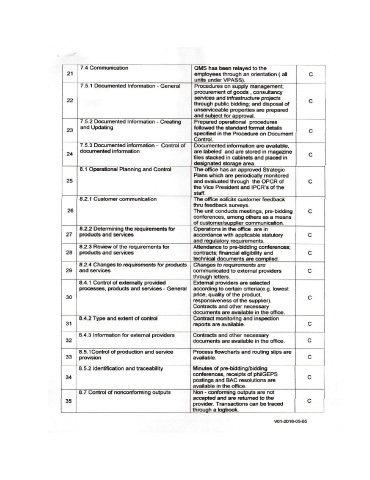 21 7.4 Communication QMS has been relayed to the C
employees through an orientation ( all
units under VPASS).
22 7.5.1 Documented Information - General Procedures on supply management; C
procurement of goods , consultancy
services and infrastructure projects
through public bidding; and disposal of
unserviceable properties are prepared
and subject for approval.
23 7.5.2 Documented Information - Creating Prepared operational procedures C
and Updating followed the standard format details
specified in the Procedure on Document
Control.
24 7.5.3 Documented information - Control of Documented information are available, C
documented information are labeled and are stored in magazine
files stacked in cabinets and placed in
designated storage area.
25 8.1 Operational Planning and Control The office has an approved Strategic C
Plans which are periodically monitored
and evaluated through the OPCR of
the Vice President and IPCR's of the
staff.
26 8.2.1 Customer communication The office solicits customer feedback C
thru feedback surveys.
The unit conducts meetings, pre-bidding
conferences, among others as a means
of customer/supplier communication.
27 8.2.2 Determining the requirements for Operations in the office are in C
products and services accordance with applicable statutory
and regulatory requirements.
28 8.2.3 Review of the requirements for Attendance to pre-bidding conferences; C
products and services contracts; financial eligibility and
technical documents are complied.
29 8.2.4 Changes to requirements for products Changes to requirements are C
and services communicated to external providers
through letters.
30 8.4.1 Control of externally provided External providers are selected C
processes, products and services - General according to certain criteria(e.g. lowest
price, quality of the product,
responsiveness of the supplier).
Contracts and other necessary
documents are available in the office.
31 8.4.2 Type and extent of control Contract monitoring and inspection C
reports are available.
32 8.4.3 Information for external providers Contracts and other necessary C
documents are available in the office.
33 8.5.1Control of production and service Process flowcharts and routing slips are C
provision available.
34 8.5.2 Identification and traceability Minutes of pre-bidding/bidding C
conferences, receipts of philGEPS
postings and BAC resolutions are
available in the office.
35 8.7 Control of nonconforming outputs Non - conforming outputs are not C
accepted and are returned to the
provider. Transactions can be traced
through a logbook.
V01-2018-03-05